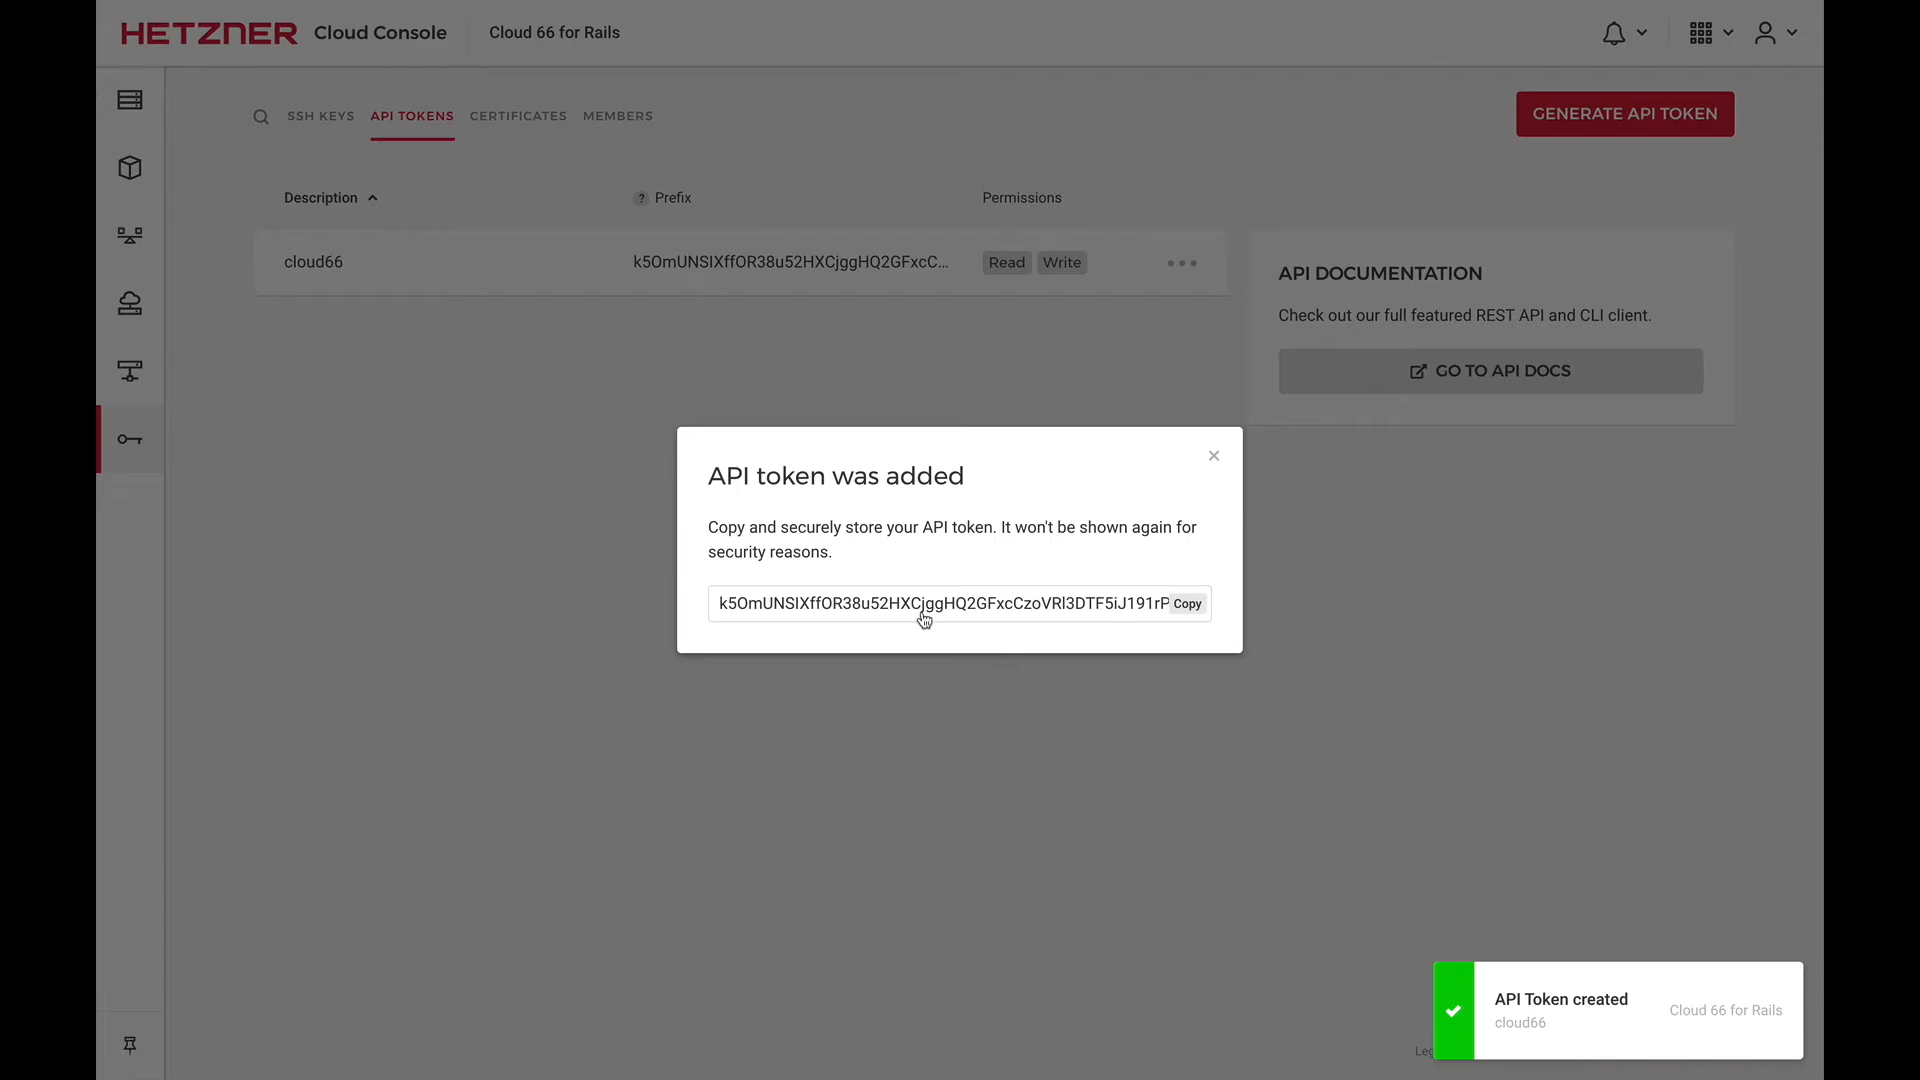 HETZNER Cloud Console Cloud 66 for Rails
SSH KEYS API TOKENS CERTIFICATES MEMBERS
GENERATE API TOKEN
Description ? Prefix Permissions
cloud66 k5OmUNSIXffOR38u52HXCjggHQ2GFxcC... Read Write
API DOCUMENTATION
Check out our full featured REST API and CLI client.
GO TO API DOCS
API token was added
Copy and securely store your API token. It won't be shown again for
security reasons.
k5OmUNSIXffOR38u52HXCjggHQ2GFxcCzoVRl3DTF5iJ191rP Copy
API Token created
cloud66
Cloud 66 for Rails